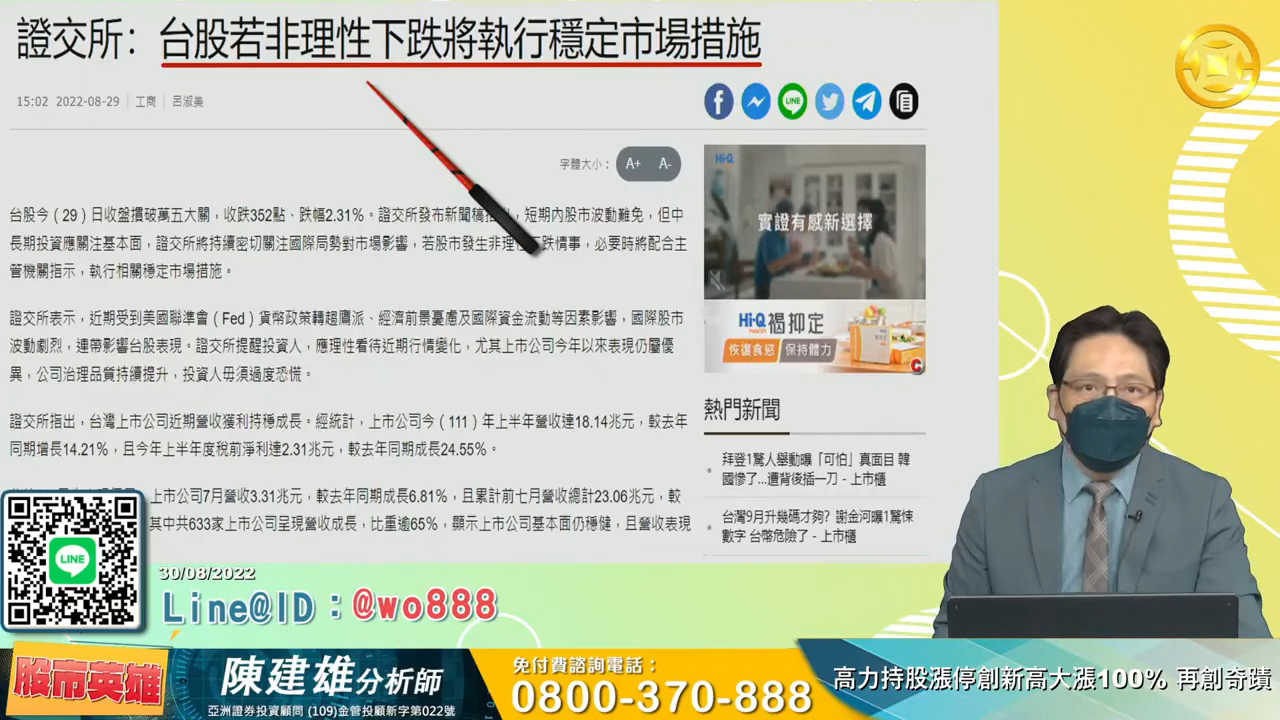 證交所：台股若非理性下跌將執行穩定市場措施
15:02 2022-08-29 工商 呂淑美
字體大小： A+ A-
台股今（29）日收盤摜破萬五大關，收跌352點、跌幅2.31%。證交所發布新聞稿指出，短期內股市波動難免，但中
長期投資應關注基本面，證交所將持續密切關注國際局勢對市場影響，若股市發生非理性下跌情事，必要時將配合主
管機關指示，執行相關穩定市場措施。
證交所表示，近期受到美國聯準會（Fed）貨幣政策轉趨鷹派、經濟前景憂慮及國際資金流動等因素影響，國際股市
波動劇烈，連帶影響台股表現。證交所提醒投資人，應理性看待近期行情變化，尤其上市公司今年以來表現仍屬優
異，公司治理品質持續提升，投資人毋須過度恐慌。
證交所指出，台灣上市公司近期營收獲利持穩成長。經統計，上市公司今（111）年上半年營收達18.14兆元，較去年
同期增長14.21%，且今年上半年度稅前淨利達2.31兆元，較去年同期成長24.55%。
上市公司7月營收3.31兆元，較去年同期成長6.81%，且累計前七月營收總計23.06兆元，較
其中共633家上市公司呈現營收成長，比重逾65%，顯示上市公司基本面仍穩健，且營收表現
LINE
Hi-Q
實證有感新選擇
Hi-Q 褐抑定
health
恢復食慾 保持體力
熱門新聞
拜登1驚人舉動曝「可怕」真面目 韓
國慘了...遭背後插一刀 - 上市櫃
台灣9月升幾碼才夠？謝金河曝1驚悚
數字 台幣危險了 - 上市櫃
LINE
30/08/2022
Line@ID：@wo888
股市英雄
陳建雄分析師
亞洲證券投資顧問 (109)金管投顧新字第022號
免付費諮詢電話：
0800-370-888
高力持股漲停創新高大漲100% 再創奇蹟